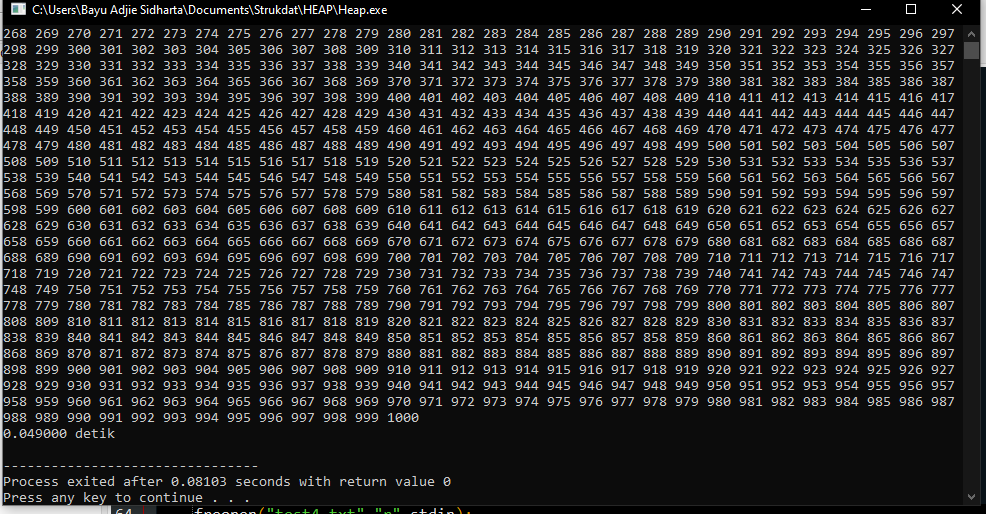 C:\Users\Bayu Adjie Sidharta\Documents\Strukdat\HEAP\Heap.exe
268 269 270 271 272 273 274 275 276 277 278 279 280 281 282 283 284 285 286 287 288 289 290 291 292 293 294 295 296 297
298 299 300 301 302 303 304 305 306 307 308 309 310 311 312 313 314 315 316 317 318 319 320 321 322 323 324 325 326 327
328 329 330 331 332 333 334 335 336 337 338 339 340 341 342 343 344 345 346 347 348 349 350 351 352 353 354 355 356 357
358 359 360 361 362 363 364 365 366 367 368 369 370 371 372 373 374 375 376 377 378 379 380 381 382 383 384 385 386 387
388 389 390 391 392 393 394 395 396 397 398 399 400 401 402 403 404 405 406 407 408 409 410 411 412 413 414 415 416 417
418 419 420 421 422 423 424 425 426 427 428 429 430 431 432 433 434 435 436 437 438 439 440 441 442 443 444 445 446 447
448 449 450 451 452 453 454 455 456 457 458 459 460 461 462 463 464 465 466 467 468 469 470 471 472 473 474 475 476 477
478 479 480 481 482 483 484 485 486 487 488 489 490 491 492 493 494 495 496 497 498 499 500 501 502 503 504 505 506 507
508 509 510 511 512 513 514 515 516 517 518 519 520 521 522 523 524 525 526 527 528 529 530 531 532 533 534 535 536 537
538 539 540 541 542 543 544 545 546 547 548 549 550 551 552 553 554 555 556 557 558 559 560 561 562 563 564 565 566 567
568 569 570 571 572 573 574 575 576 577 578 579 580 581 582 583 584 585 586 587 588 589 590 591 592 593 594 595 596 597
598 599 600 601 602 603 604 605 606 607 608 609 610 611 612 613 614 615 616 617 618 619 620 621 622 623 624 625 626 627
628 629 630 631 632 633 634 635 636 637 638 639 640 641 642 643 644 645 646 647 648 649 650 651 652 653 654 655 656 657
658 659 660 661 662 663 664 665 666 667 668 669 670 671 672 673 674 675 676 677 678 679 680 681 682 683 684 685 686 687
688 689 690 691 692 693 694 695 696 697 698 699 700 701 702 703 704 705 706 707 708 709 710 711 712 713 714 715 716 717
718 719 720 721 722 723 724 725 726 727 728 729 730 731 732 733 734 735 736 737 738 739 740 741 742 743 744 745 746 747
748 749 750 751 752 753 754 755 756 757 758 759 760 761 762 763 764 765 766 767 768 769 770 771 772 773 774 775 776 777
778 779 780 781 782 783 784 785 786 787 788 789 790 791 792 793 794 795 796 797 798 799 800 801 802 803 804 805 806 807
808 809 810 811 812 813 814 815 816 817 818 819 820 821 822 823 824 825 826 827 828 829 830 831 832 833 834 835 836 837
838 839 840 841 842 843 844 845 846 847 848 849 850 851 852 853 854 855 856 857 858 859 860 861 862 863 864 865 866 867
868 869 870 871 872 873 874 875 876 877 878 879 880 881 882 883 884 885 886 887 888 889 890 891 892 893 894 895 896 897
898 899 900 901 902 903 904 905 906 907 908 909 910 911 912 913 914 915 916 917 918 919 920 921 922 923 924 925 926 927
928 929 930 931 932 933 934 935 936 937 938 939 940 941 942 943 944 945 946 947 948 949 950 951 952 953 954 955 956 957
958 959 960 961 962 963 964 965 966 967 968 969 970 971 972 973 974 975 976 977 978 979 980 981 982 983 984 985 986 987
988 989 990 991 992 993 994 995 996 997 998 999 1000
0.049000 detik
--------------------------------
Process exited after 0.08103 seconds with return value 0
Press any key to continue . . .
64 freopen("test4.txt","r",stdin);